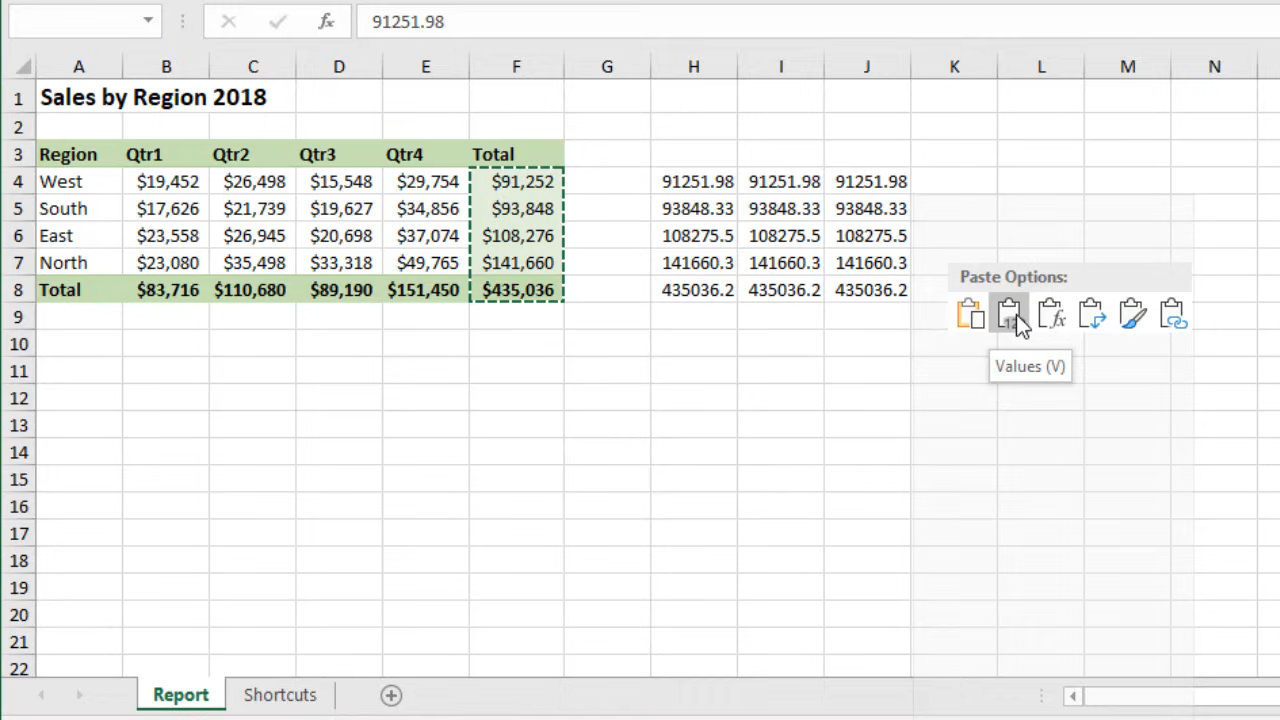 91251.98
A B C D E F G H I J K L M N
1 Sales by Region 2018
2
3 Region Qtr1 Qtr2 Qtr3 Qtr4 Total
4 West $19,452 $26,498 $15,548 $29,754 $91,252 91251.98 91251.98 91251.98
5 South $17,626 $21,739 $19,627 $34,856 $93,848 93848.33 93848.33 93848.33
6 East $23,558 $26,945 $20,698 $37,074 $108,276 108275.5 108275.5 108275.5
7 North $23,080 $35,498 $33,318 $49,765 $141,660 141660.3 141660.3 141660.3
8 Total $83,716 $110,680 $89,190 $151,450 $435,036 435036.2 435036.2 435036.2
Paste Options:
Values (V)
9
10
11
12
13
14
15
16
17
18
19
20
21
22
Report Shortcuts